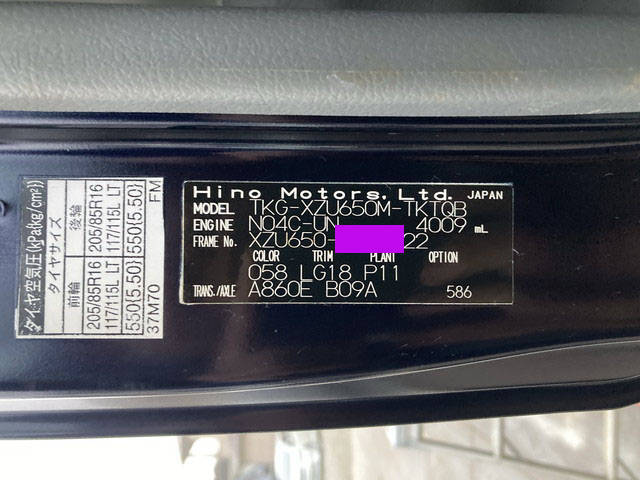 タイヤ空気圧(kPa{kg/cm²})
タイヤサイズ
前輪 後輪
205/85R16 205/85R16
117/115L LT 117/115L LT
550(5.50) 550(5.50)
37M70 FM
Hino Motors, Ltd. JAPAN
MODEL TKG-XZU650M-TKTQB
ENGINE N04C-UN 4009 mL
FRAME No. XZU650- 22
COLOR TRIM PLANT OPTION
058 LG18 P11
TRANS./AXLE A860E B09A 586